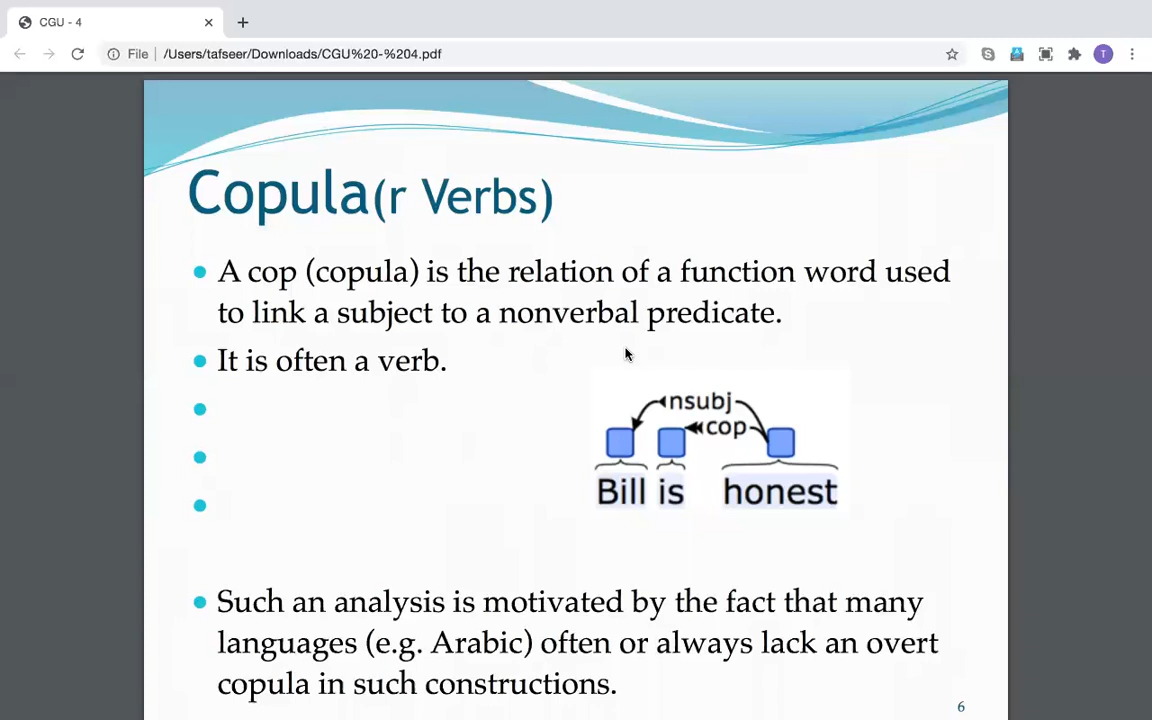 CGU - 4
File /Users/tafseer/Downloads/CGU%20-%204.pdf
T
Copula(r Verbs)
A cop (copula) is the relation of a function word used
to link a subject to a nonverbal predicate.
It is often a verb.
nsubj
cop
Bill is honest
Such an analysis is motivated by the fact that many
languages (e.g. Arabic) often or always lack an overt
copula in such constructions.
6